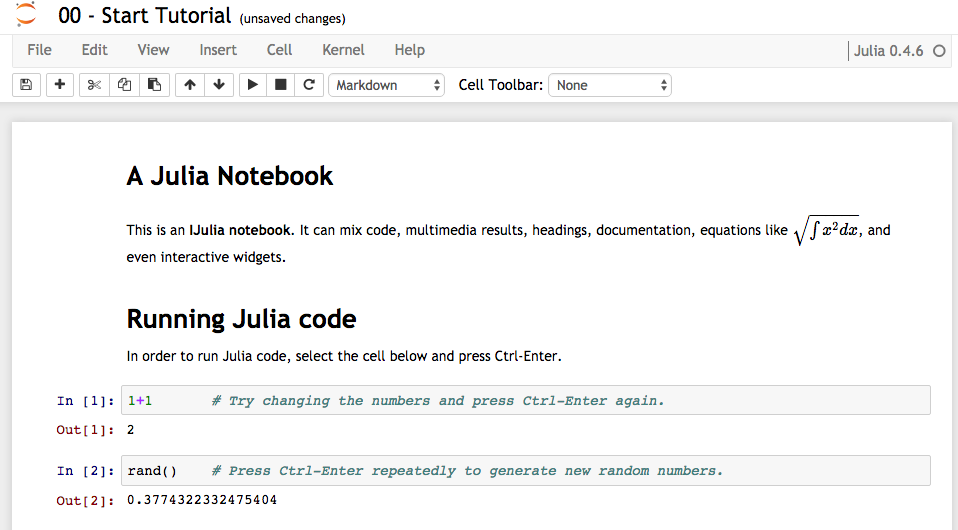 00 - Start Tutorial (unsaved changes)
File Edit View Insert Cell Kernel Help Julia 0.4.6
Markdown Cell Toolbar: None
A Julia Notebook
This is an IJulia notebook. It can mix code, multimedia results, headings, documentation, equations like √∫x²dx, and
even interactive widgets.
Running Julia code
In order to run Julia code, select the cell below and press Ctrl-Enter.
In [1]: 1+1 # Try changing the numbers and press Ctrl-Enter again.
Out[1]: 2
In [2]: rand() # Press Ctrl-Enter repeatedly to generate new random numbers.
Out[2]: 0.3774322332475404